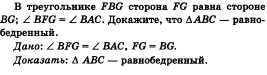 В треугольнике FBG сторона FG равна стороне
BG; ∠ BFG = ∠ BAC. Докажите, что △ABC — равно-
бедренный.
Дано: ∠ BFG = ∠ BAC, FG = BG.
Доказать: △ ABC — равнобедренный.